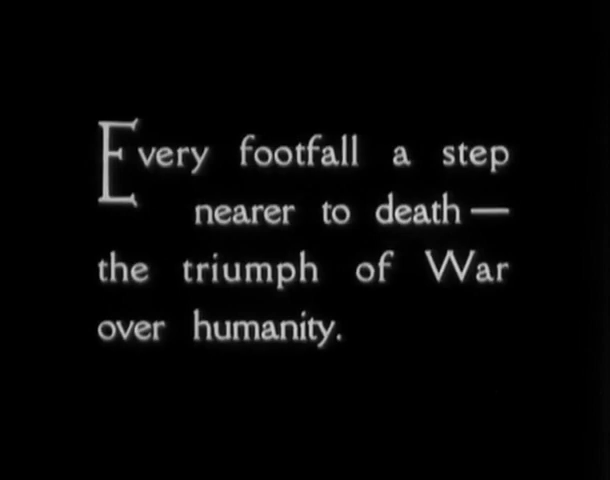 Every footfall a step
nearer to death —
the triumph of War
over humanity.